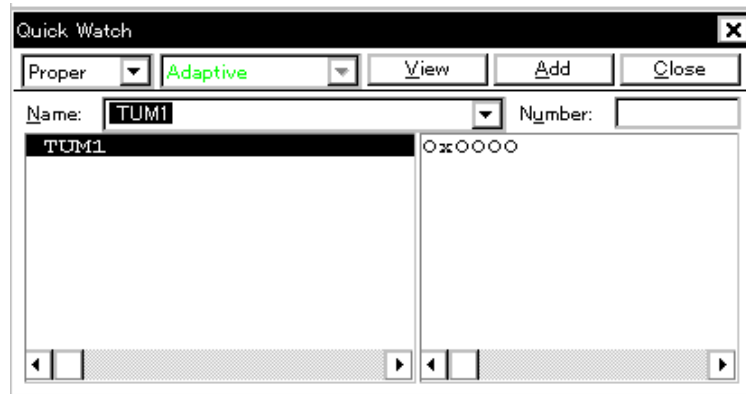 Quick Watch
Proper Adaptive View Add Close
Name: TUM1 Number:
TUM1 0x0000